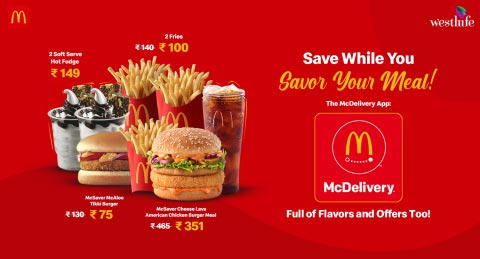 westlife
2 Fries
₹ 140 ₹ 100
2 Soft Serve
Hot Fudge
₹ 149
McSaver McAloo
Tikki Burger
₹ 130 ₹ 75
McSaver Cheese Lava
American Chicken Burger Meal
₹ 465 ₹ 351
Save While You
Savor Your Meal!
The McDelivery App:
McDelivery
Full of Flavors and Offers Too!